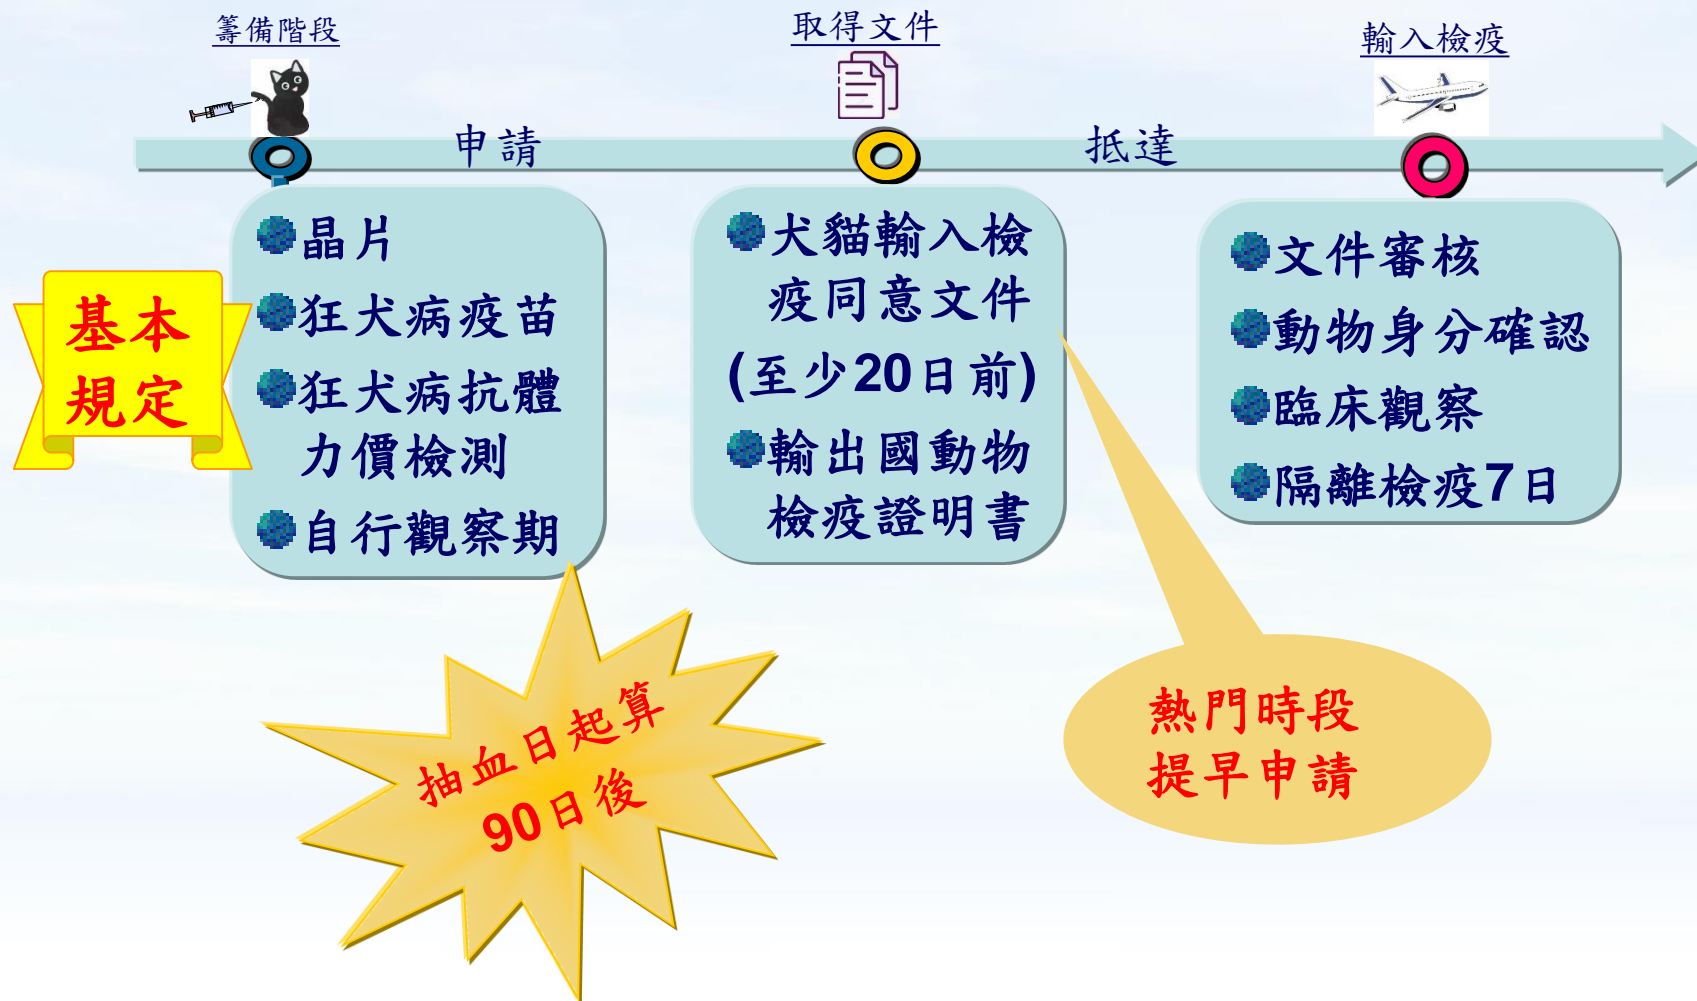 籌備階段
取得文件
輸入檢疫
申請
抵達
基本
規定
晶片
狂犬病疫苗
狂犬病抗體
力價檢測
自行觀察期
犬貓輸入檢
疫同意文件
(至少20日前)
輸出國動物
檢疫證明書
文件審核
動物身分確認
臨床觀察
隔離檢疫7日
抽血日起算
90日後
熱門時段
提早申請